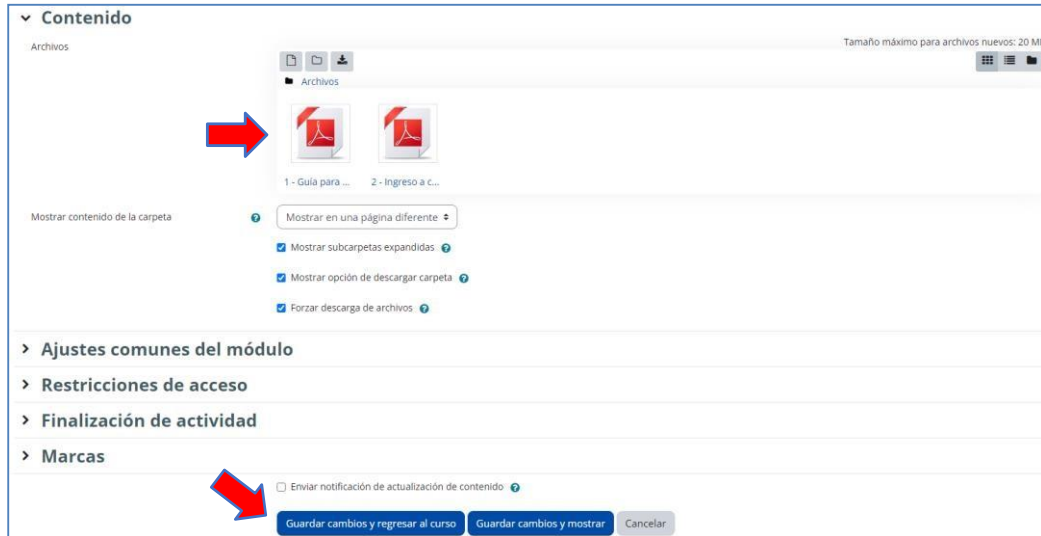 Contenido
Archivos
Tamaño máximo para archivos nuevos: 20
Archivos
1 - Guía para ...
2 - Ingreso a c...
Mostrar contenido de la carpeta
Mostrar en una página diferente
Mostrar subcarpetas expandidas
Mostrar opción de descargar carpeta
Forzar descarga de archivos
Ajustes comunes del módulo
Restricciones de acceso
Finalización de actividad
Marcas
Enviar notificación de actualización de contenido
Guardar cambios y regresar al curso
Guardar cambios y mostrar
Cancelar